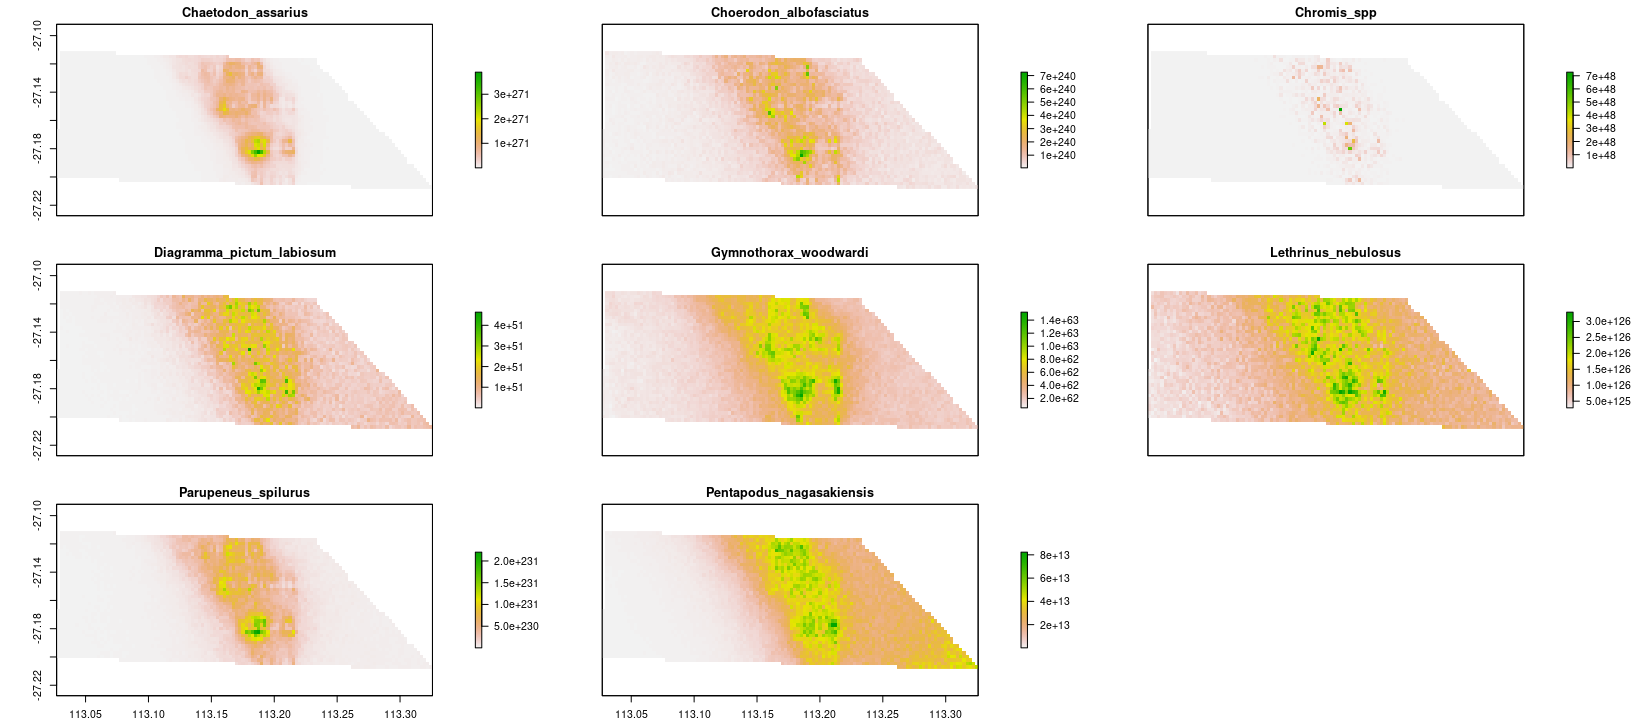 Chaetodon_assarius
-27.10
-27.14
-27.18
-27.22
3e+271
2e+271
1e+271
Choerodon_albofasciatus
7e+240
6e+240
5e+240
4e+240
3e+240
2e+240
1e+240
Chromis_spp
7e+48
6e+48
5e+48
4e+48
3e+48
2e+48
1e+48
Diagramma_pictum_labiosum
-27.10
-27.14
-27.18
-27.22
4e+51
3e+51
2e+51
1e+51
Gymnothorax_woodwardi
1.4e+63
1.2e+63
1.0e+63
8.0e+62
6.0e+62
4.0e+62
2.0e+62
Lethrinus_nebulosus
3.0e+126
2.5e+126
2.0e+126
1.5e+126
1.0e+126
5.0e+125
Parupeneus_spilurus
-27.10
-27.14
-27.18
-27.22
2.0e+231
1.5e+231
1.0e+231
5.0e+230
113.05 113.10 113.15 113.20 113.25 113.30
Pentapodus_nagasakiensis
8e+13
6e+13
4e+13
2e+13
113.05 113.10 113.15 113.20 113.25 113.30